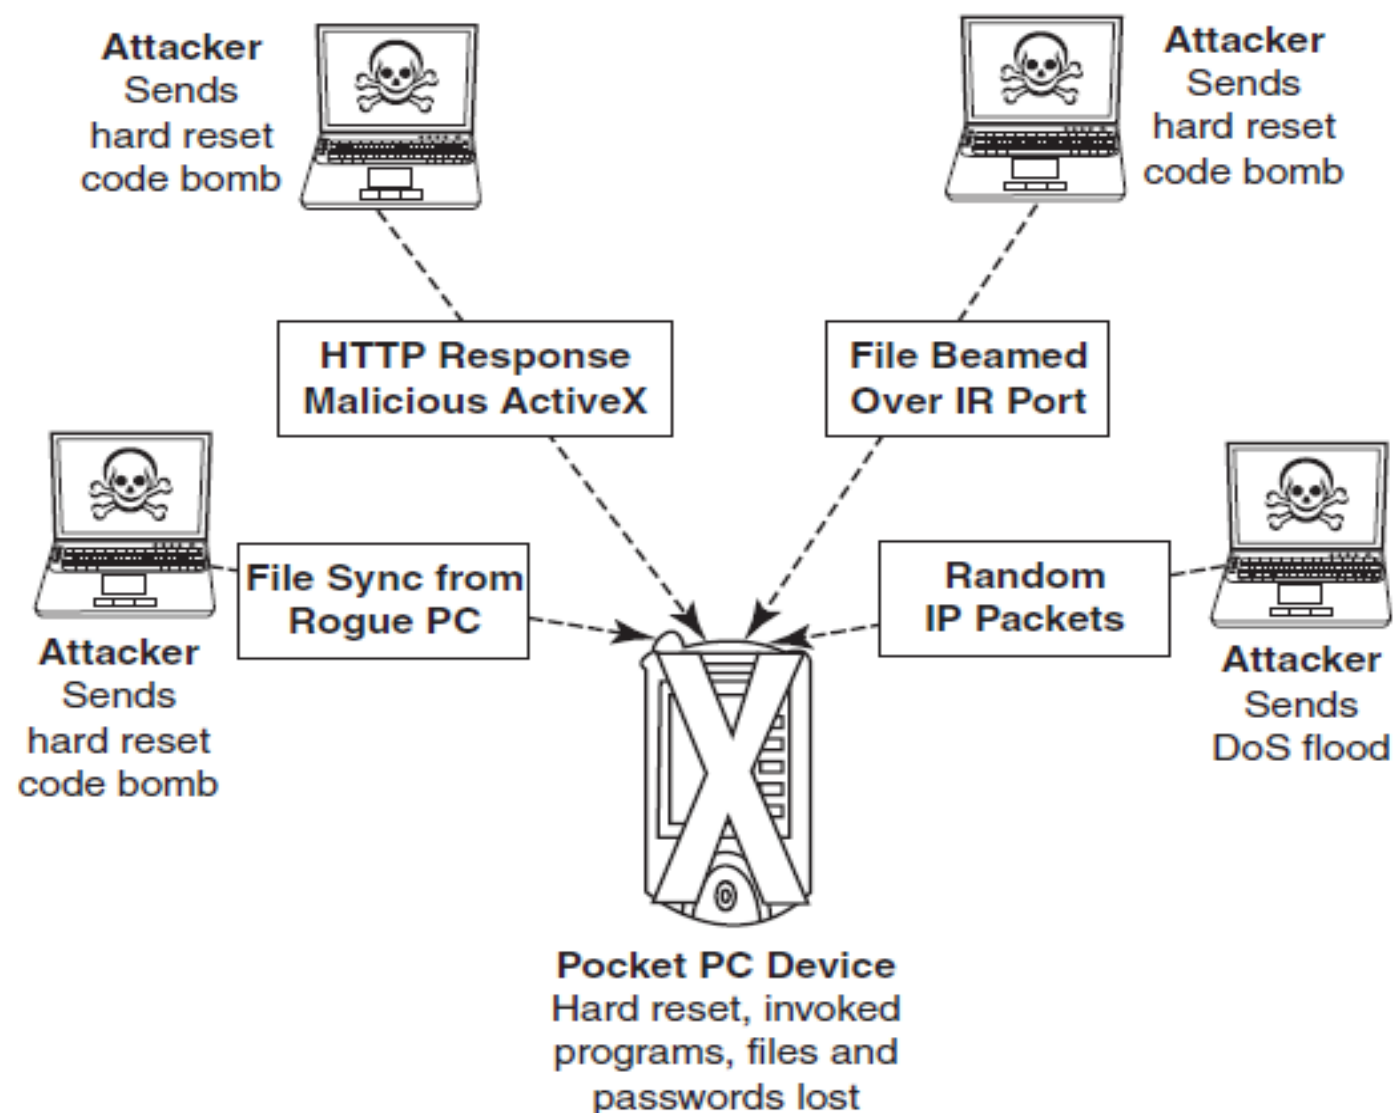 Attacker
Sends
hard reset
code bomb
Attacker
Sends
hard reset
code bomb
HTTP Response
Malicious ActiveX
File Beamed
Over IR Port
File Sync from
Rogue PC
Random
IP Packets
Attacker
Sends
hard reset
code bomb
Attacker
Sends
DoS flood
Pocket PC Device
Hard reset, invoked
programs, files and
passwords lost